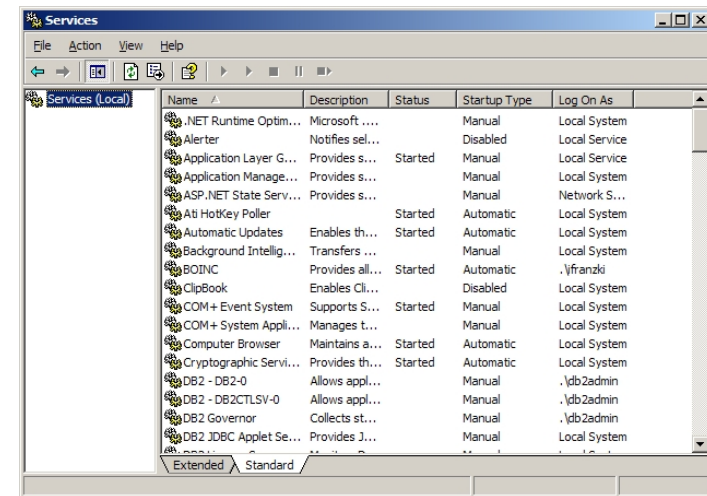 Services
File Action View Help
Services (Local)
Name Description Status Startup Type Log On As
.NET Runtime Optim... Microsoft .... Manual Local System
Alerter Notifies sel... Disabled Local Service
Application Layer G... Provides s... Started Manual Local Service
Application Manage... Provides s... Manual Local System
ASP.NET State Serv... Provides s... Manual Network S...
Ati HotKey Poller Started Automatic Local System
Automatic Updates Enables th... Started Automatic Local System
Background Intellig... Transfers ... Manual Local System
BOINC Provides all... Started Automatic .\jfranzki
ClipBook Enables Cli... Disabled Local System
COM+ Event System Supports S... Started Manual Local System
COM+ System Appli... Manages t... Manual Local System
Computer Browser Maintains a... Started Automatic Local System
Cryptographic Servi... Provides th... Started Automatic Local System
DB2 - DB2-0 Allows appl... Manual .\db2admin
DB2 - DB2CTLSV-0 Allows appl... Manual .\db2admin
DB2 Governor Collects st... Manual .\db2admin
DB2 JDBC Applet Se... Provides J... Manual Local System
Extended Standard